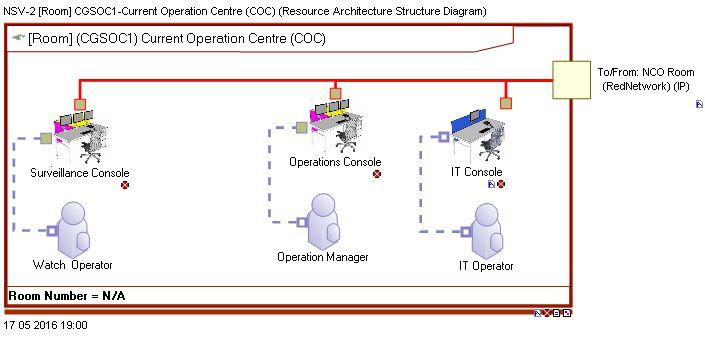 NSV-2 [Room] CGSOC1-Current Operation Centre (COC) (Resource Architecture Structure Diagram)
[Room] (CGSOC1) Current Operation Centre (COC)
To/From: NCO Room
(RedNetwork) (IP)
Surveillance Console
Operations Console
IT Console
Watch Operator
Operation Manager
IT Operator
Room Number = N/A
17 05 2016 19:00